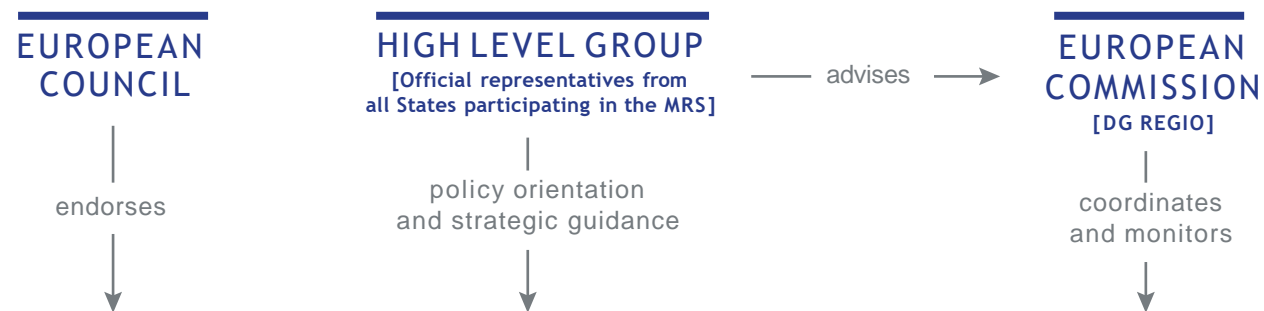 EUROPEAN
COUNCIL
endorses
HIGH LEVEL GROUP
[Official representatives from
all States participating in the MRS]
policy orientation
and strategic guidance
advises
EUROPEAN
COMMISSION
[DG REGIO]
coordinates
and monitors